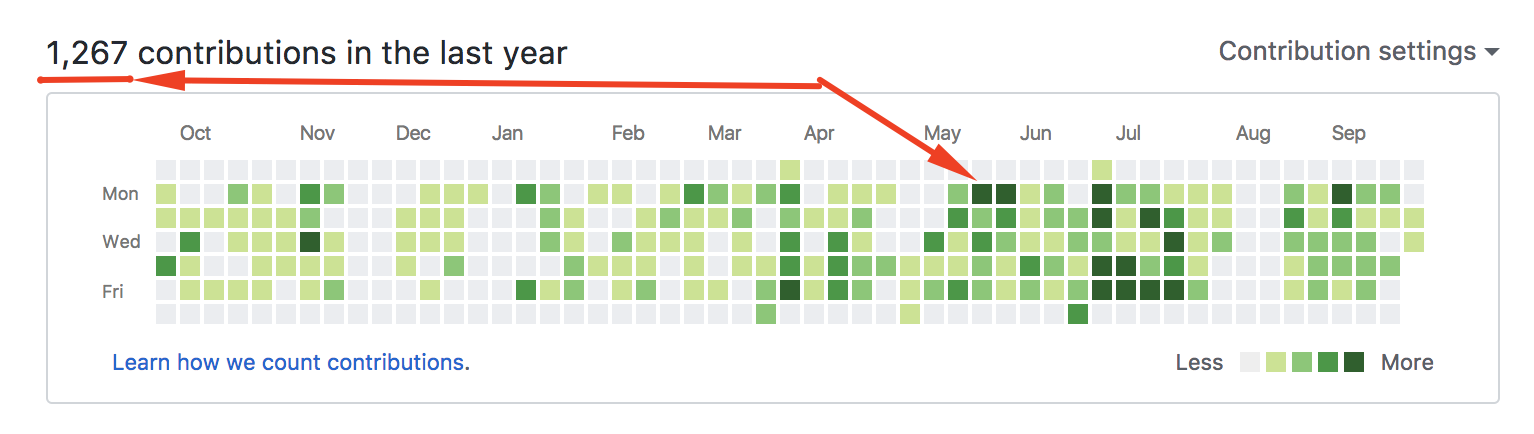 1,267 contributions in the last year
Contribution settings
Oct Nov Dec Jan Feb Mar Apr May Jun Jul Aug Sep
Mon
Wed
Fri
Learn how we count contributions.
Less More